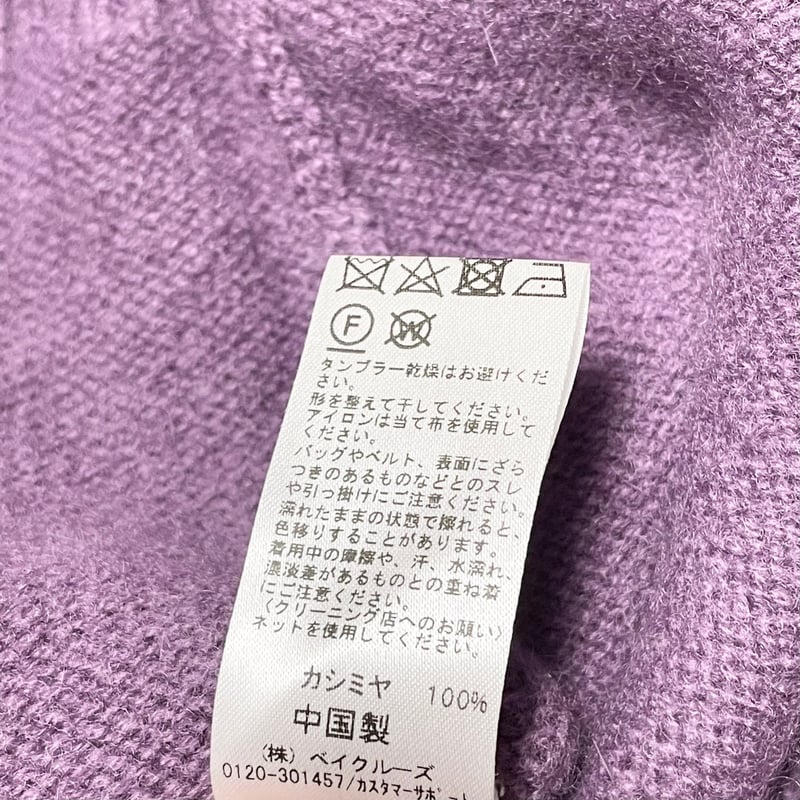 F
W
タンブラー乾燥はお避けくだ
さい。
形を整えて干してください。
アイロンは当て布を使用して
ください。
バッグやベルト、表面にざら
つきのあるものなどとのスレ
や引っ掛けにご注意ください。
濡れたままの状態で擦れると、
色移りすることがあります。
着用中の摩擦や、汗、水濡れ、
濃淡差があるものとの重ね着
にご注意ください。
〈クリーニング店へのお願い〉
ネットを使用してください。
カシミヤ 100%
中国製
(株) ベイクルーズ
0120-301457/カスタマーサポート